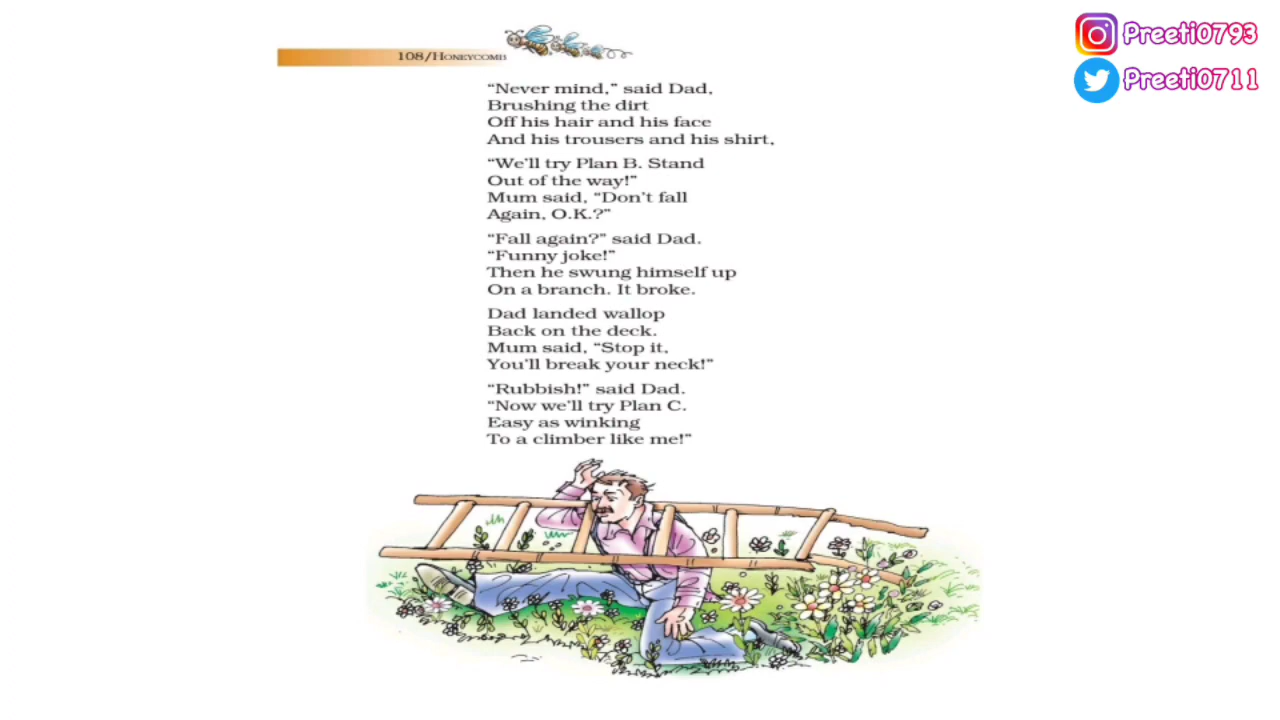 108/HONEYCOMB
Preeti0793
Preeti0711
“Never mind,” said Dad,
Brushing the dirt
Off his hair and his face
And his trousers and his shirt,
“We’ll try Plan B. Stand
Out of the way!”
Mum said, “Don’t fall
Again, O.K.?”
“Fall again?” said Dad.
“Funny joke!”
Then he swung himself up
On a branch. It broke.
Dad landed wallop
Back on the deck.
Mum said, “Stop it,
You’ll break your neck!”
“Rubbish!” said Dad.
“Now we’ll try Plan C.
Easy as winking
To a climber like me!”